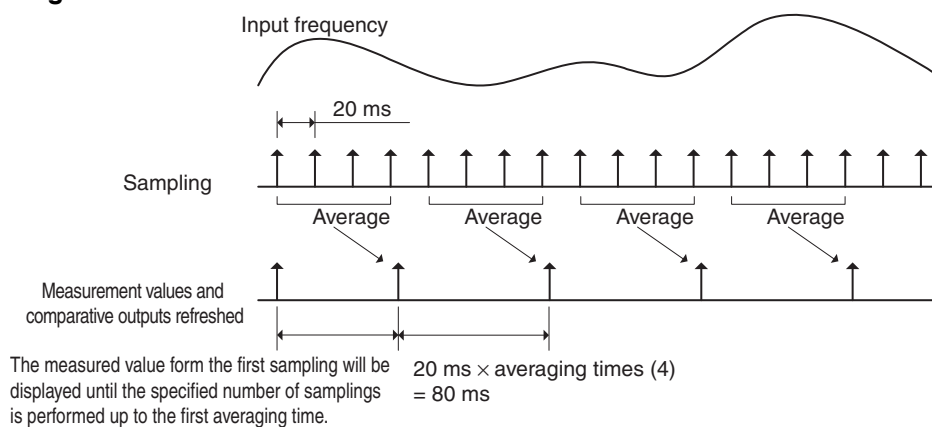 Input frequency
20 ms
Sampling
Average Average Average Average
Measurement values and
comparative outputs refreshed
The measured value form the first sampling will be
displayed until the specified number of samplings
is performed up to the first averaging time.
20 ms × averaging times (4)
= 80 ms